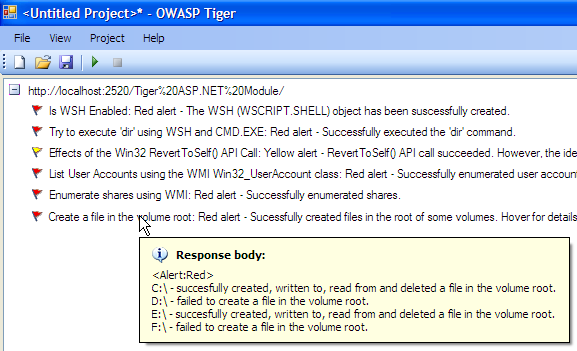 <Untitled Project>* - OWASP Tiger
File View Project Help
http://localhost:2520/Tiger%20ASP.NET%20Module/
Is WSH Enabled: Red alert - The WSH (WSCRIPT.SHELL) object has been suscessfully created.
Try to execute 'dir' using WSH and CMD.EXE: Red alert - Successfully executed the 'dir' command.
Effects of the Win32 RevertToSelf() API Call: Yellow alert - RevertToSelf() API call succeeded. However, the ide
List User Accounts using the WMI Win32_UserAccount class: Red alert - Successfully enumerated user accour
Enumerate shares using WMI: Red alert - Successfully enumerated shares.
Create a file in the volume root: Red alert - Sucessfully created files in the root of some volumes. Hover for details
Response body:
<Alert:Red>
C:\ - succesfully created, written to, read from and deleted a file in the volume root.
D:\ - failed to create a file in the volume root.
E:\ - succesfully created, written to, read from and deleted a file in the volume root.
F:\ - failed to create a file in the volume root.